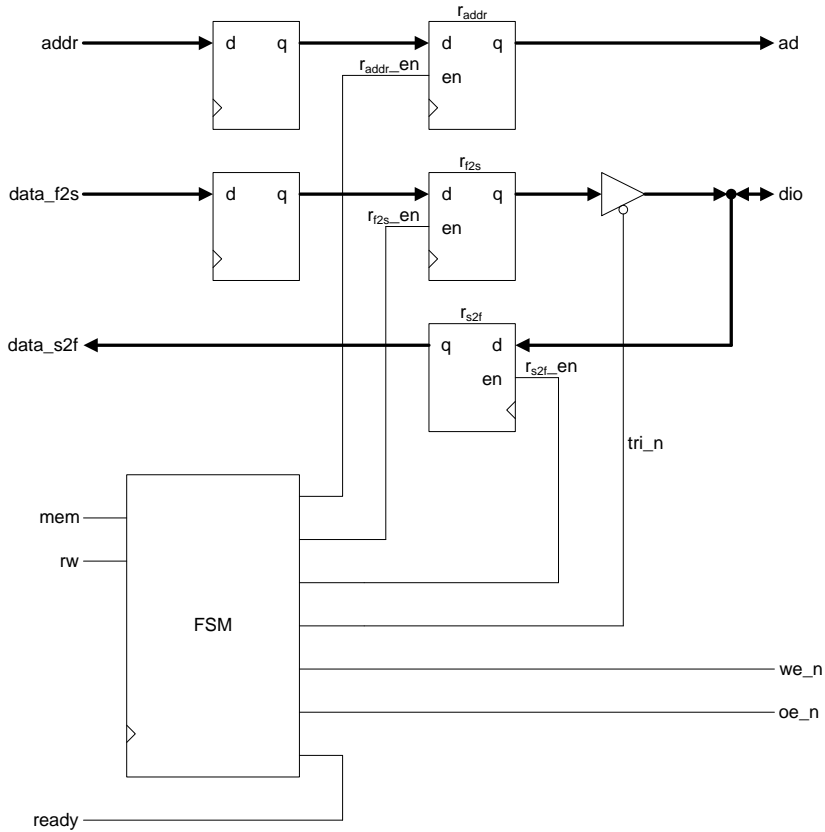 r_addr
addr d q d q ad
r_addr_en en
r_f2s
data_f2s d q d q dio
r_f2s_en en
r_s2f
data_s2f q d
en r_s2f_en
tri_n
mem
rw
FSM
we_n
oe_n
ready